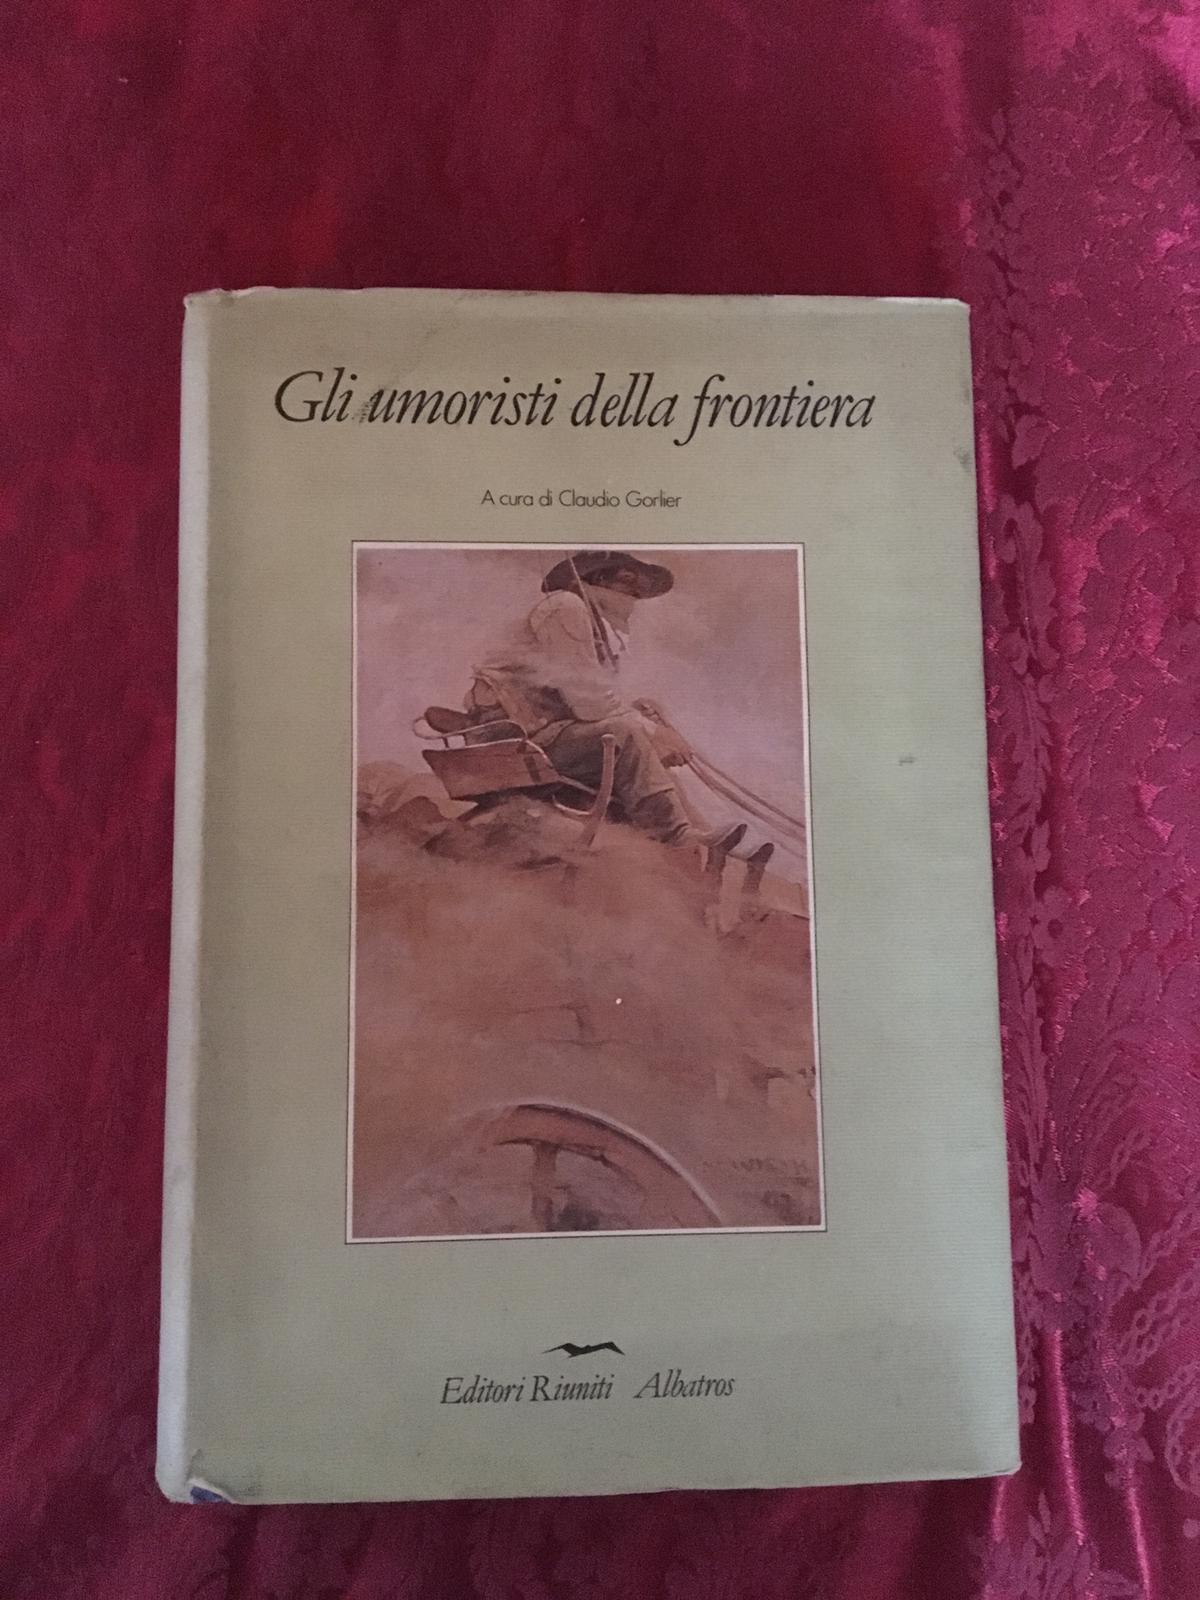 Gli umoristi della frontiera
A cura di Claudio Gorlier
Editori Riuniti Albatros